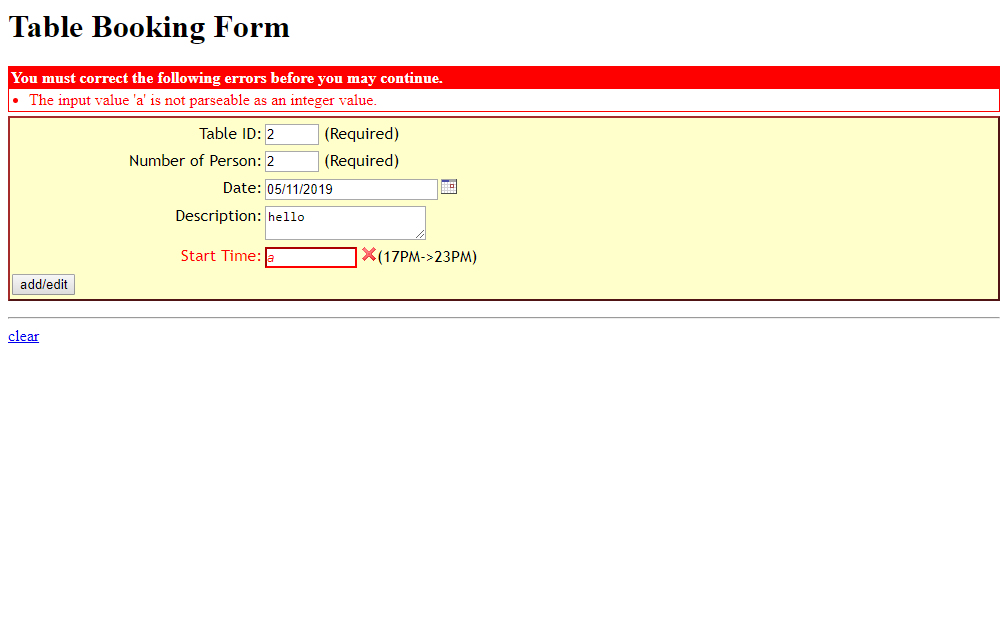 Table Booking Form
You must correct the following errors before you may continue.
• The input value 'a' is not parseable as an integer value.
Table ID: 2 (Required)
Number of Person: 2 (Required)
Date: 05/11/2019
Description: hello
Start Time: a (17PM->23PM)
add/edit
clear